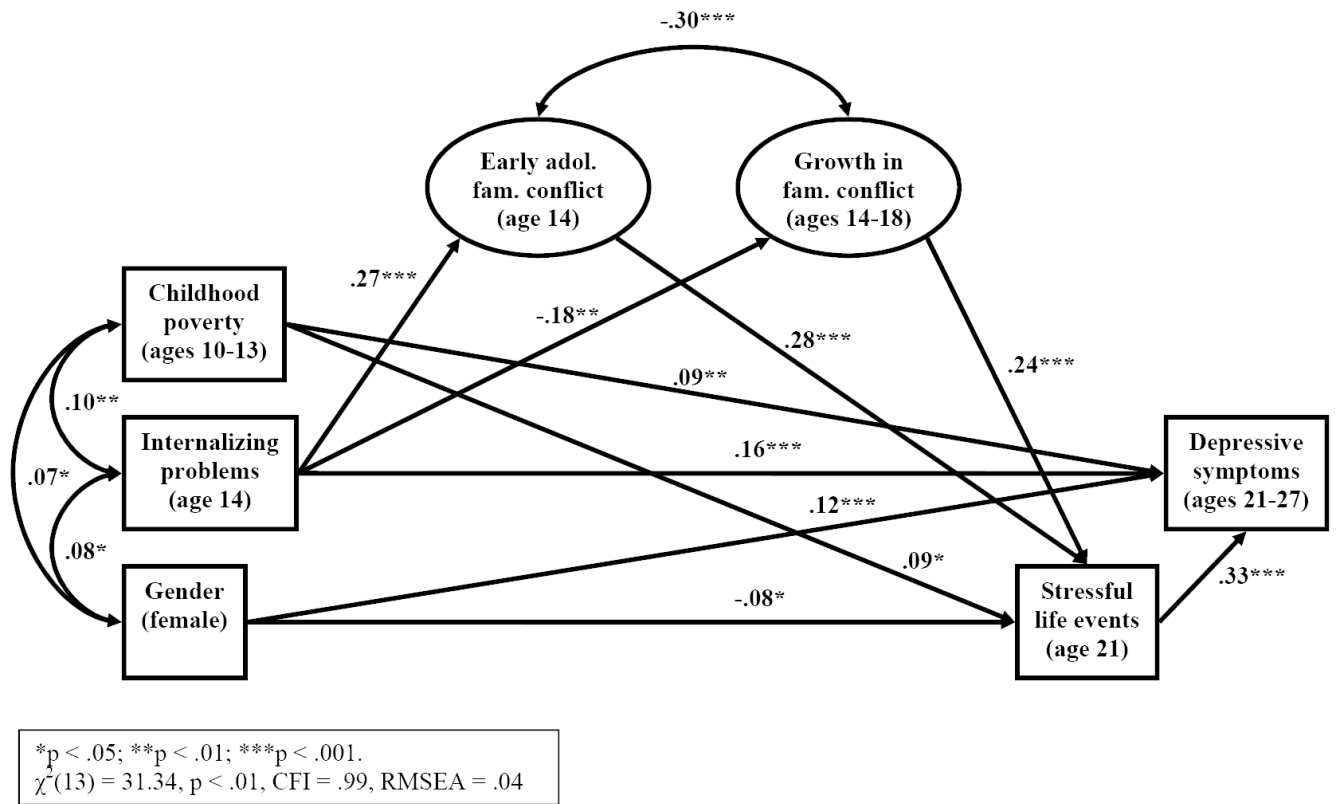 -.30***
Early adol.
fam. conflict
(age 14)
Growth in
fam. conflict
(ages 14-18)
.27***
Childhood
poverty
(ages 10-13)
-.18**
.28***
.24***
.09**
.10**
Internalizing
problems
(age 14)
.16***
Depressive
symptoms
(ages 21-27)
.07*
.12***
.08*
.09*
.33***
Gender
(female)
-.08*
Stressful
life events
(age 21)
*p < .05; **p < .01; ***p < .001.
χ²(13) = 31.34, p < .01, CFI = .99, RMSEA = .04